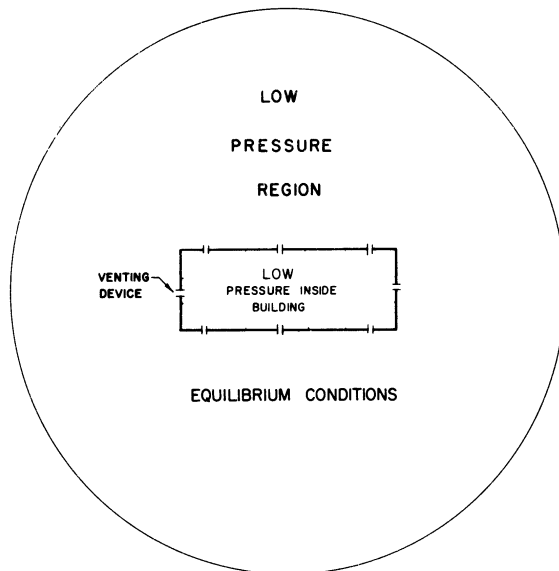 LOW
PRESSURE
REGION
VENTING
DEVICE
LOW
PRESSURE INSIDE
BUILDING
EQUILIBRIUM CONDITIONS